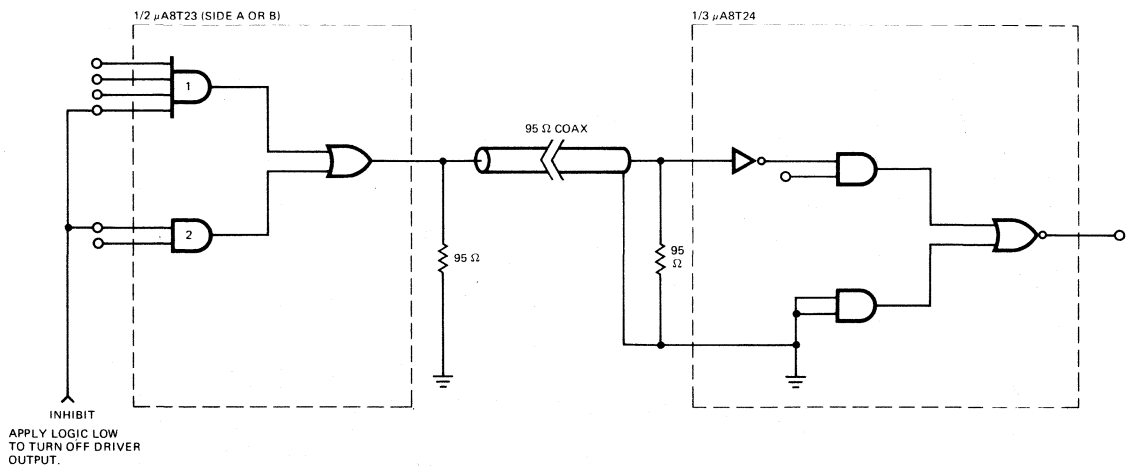 1/2 μA8T23 (SIDE A OR B)
1/3 μA8T24
1
95 Ω COAX
2
95 Ω
95
Ω
INHIBIT
APPLY LOGIC LOW
TO TURN OFF DRIVER
OUTPUT.